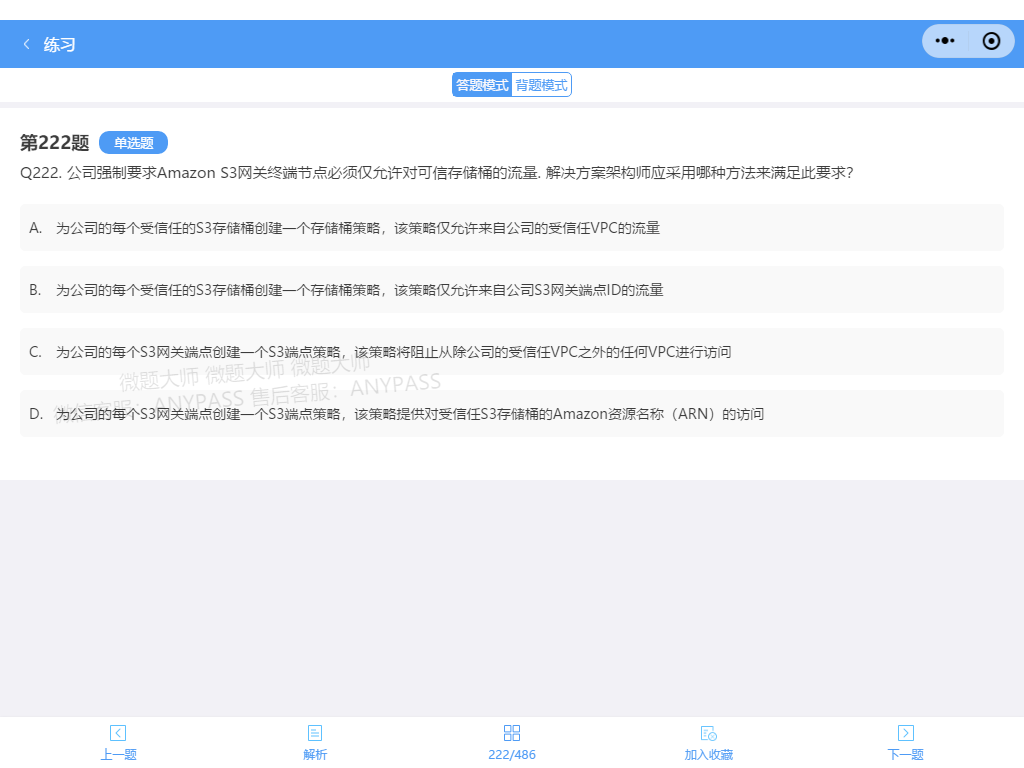 练习
答题模式 背题模式
第222题 单选题
Q222. 公司强制要求Amazon S3网关终端节点必须仅允许对可信存储桶的流量. 解决方案架构师应采用哪种方法来满足此要求?
A. 为公司的每个受信任的S3存储桶创建一个存储桶策略，该策略仅允许来自公司的受信任VPC的流量
B. 为公司的每个受信任的S3存储桶创建一个存储桶策略，该策略仅允许来自公司S3网关端点ID的流量
C. 为公司的每个S3网关端点创建一个S3端点策略，该策略将阻止从除公司的受信任VPC之外的任何VPC进行访问
微题大师 微题大师 微题大师
微信客服：ANYPASS 售后客服：ANYPASS
D. 为公司的每个S3网关端点创建一个S3端点策略，该策略提供对受信任S3存储桶的Amazon资源名称（ARN）的访问
上一题 解析 222/486 加入收藏 下一题